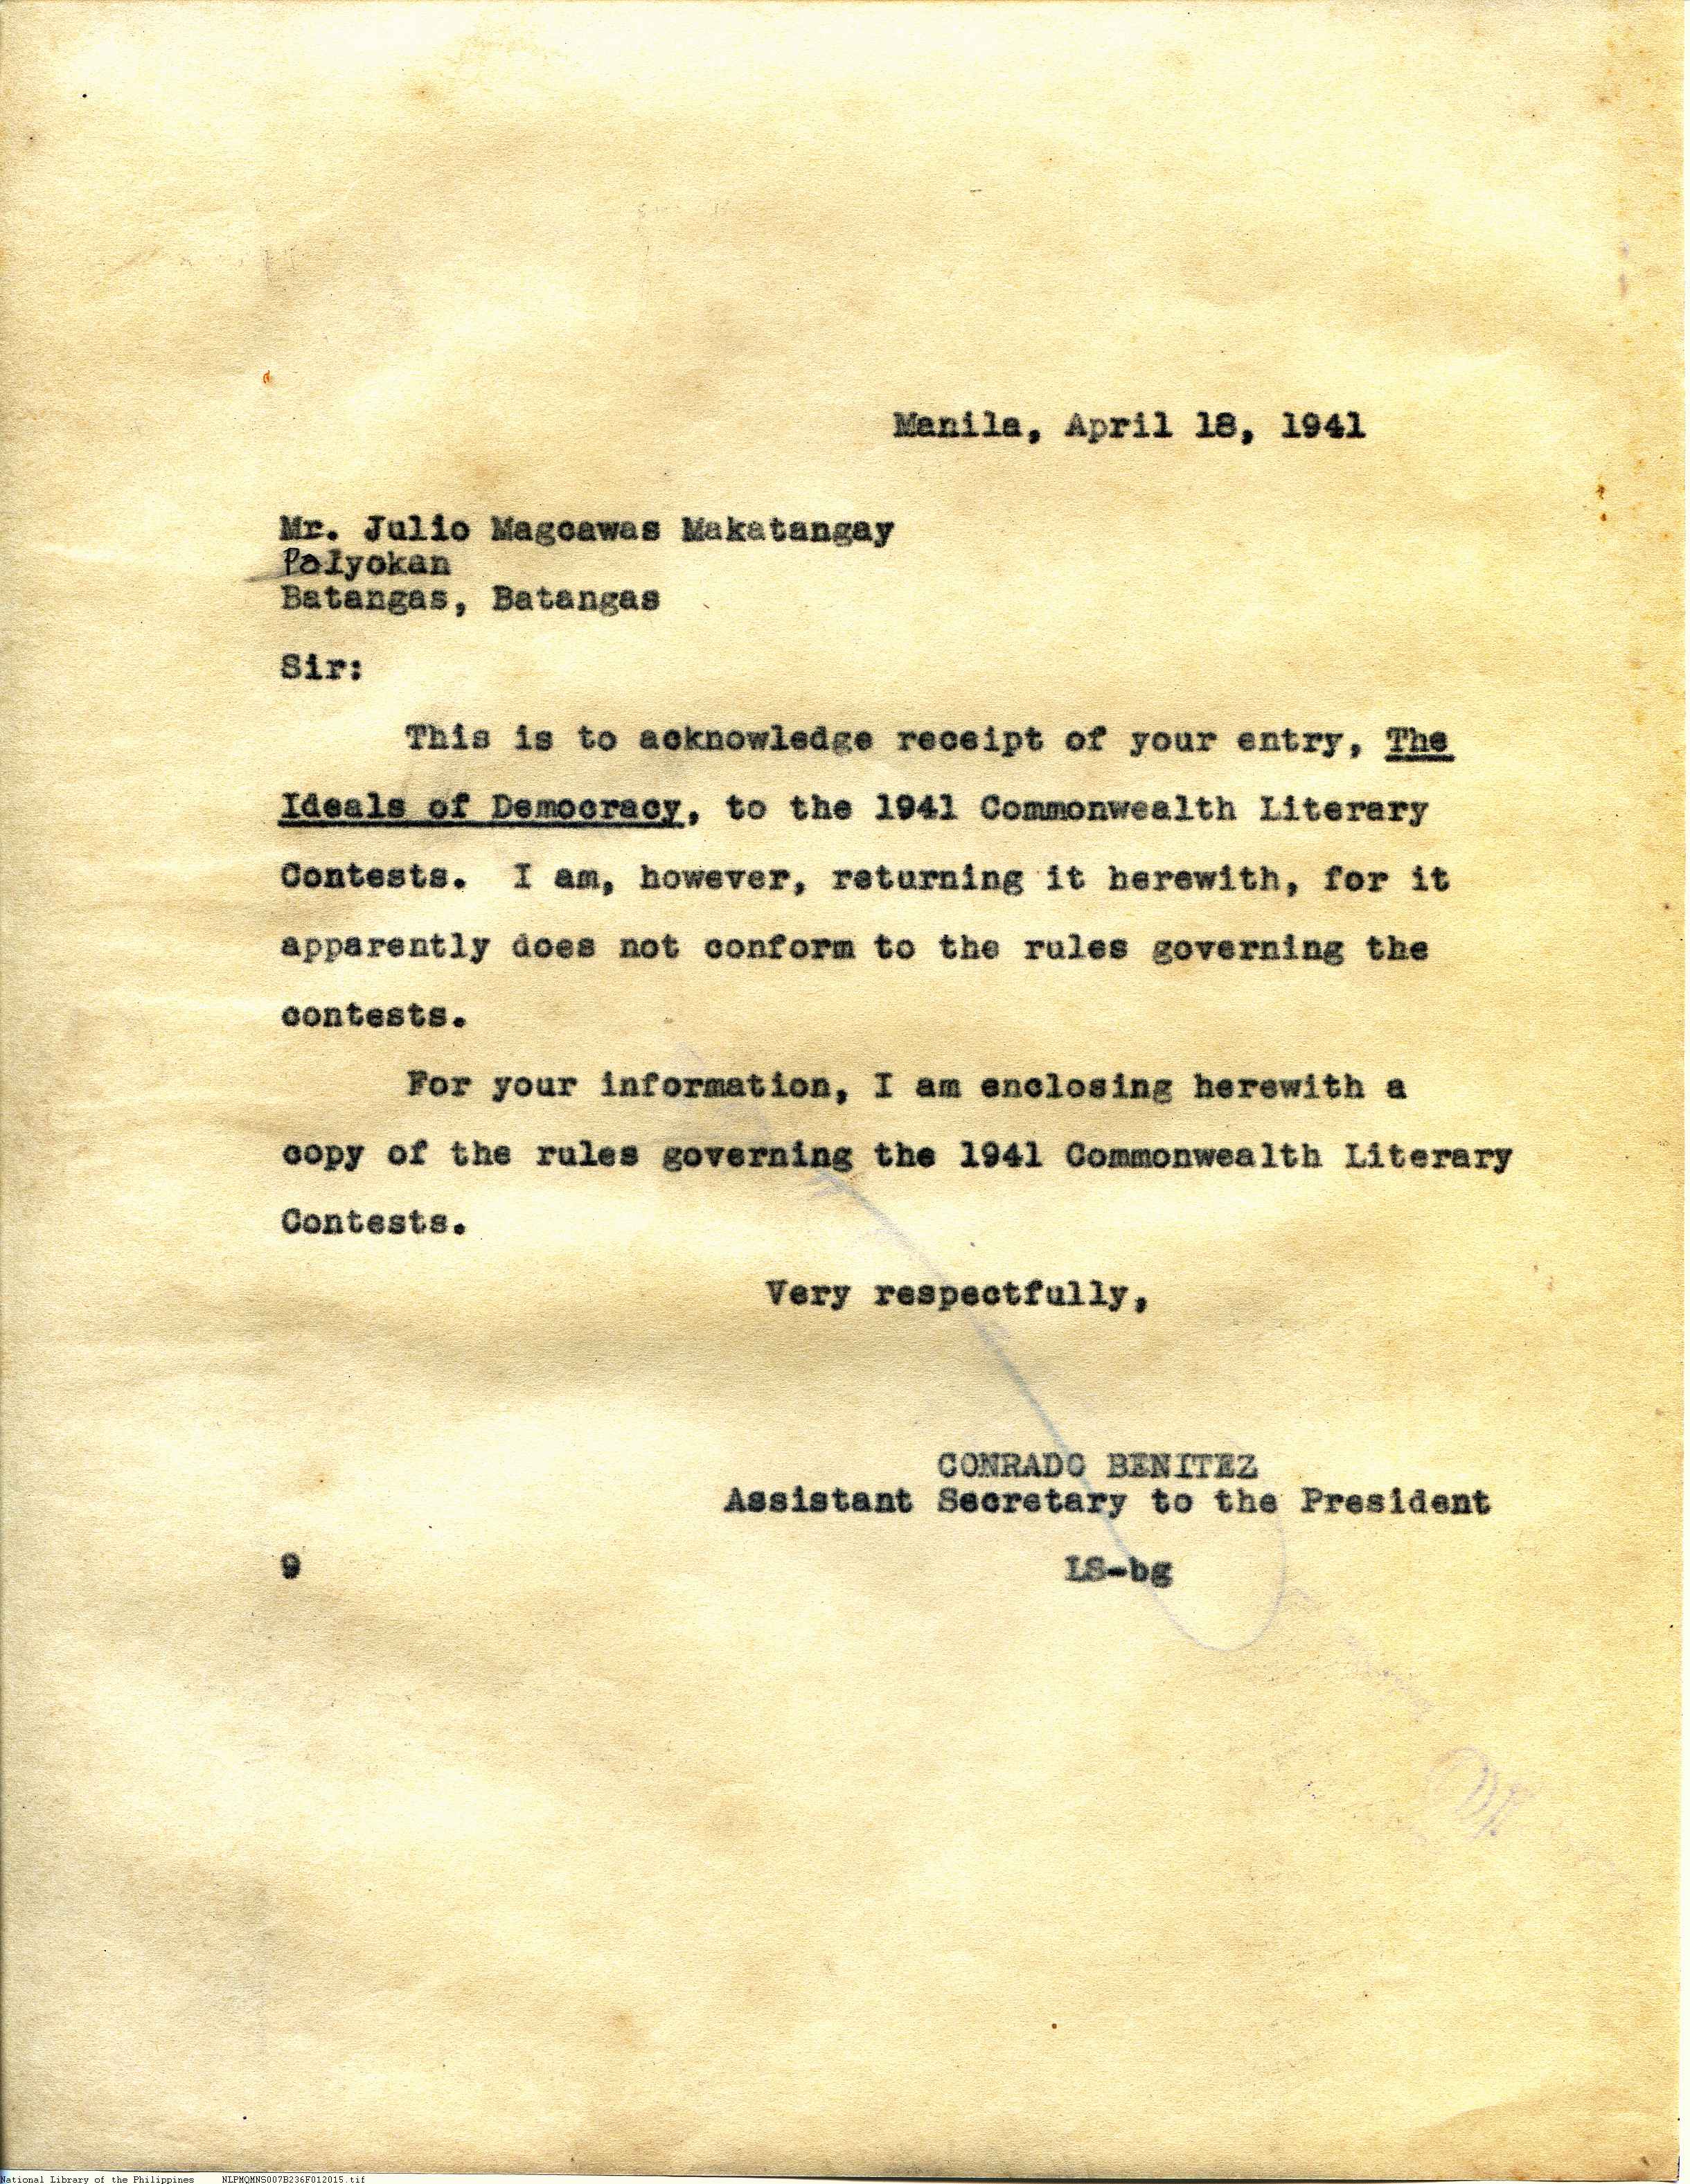 Manila, April 18, 1941
Mr. Julio Magcawas Makatangay
Palyokan
Batangas, Batangas
Sir:
This is to acknowledge receipt of your entry, The
Ideals of Democracy, to the 1941 Commonwealth Literary
Contests. I am, however, returning it herewith, for it
apparently does not conform to the rules governing the
contests.
For your information, I am enclosing herewith a
copy of the rules governing the 1941 Commonwealth Literary
Contests.
Very respectfully,
CONRADO BENITEZ
Assistant Secretary to the President
9 LS-bg
National Library of the Philippines NLPMQMNS007B236F012015.tif